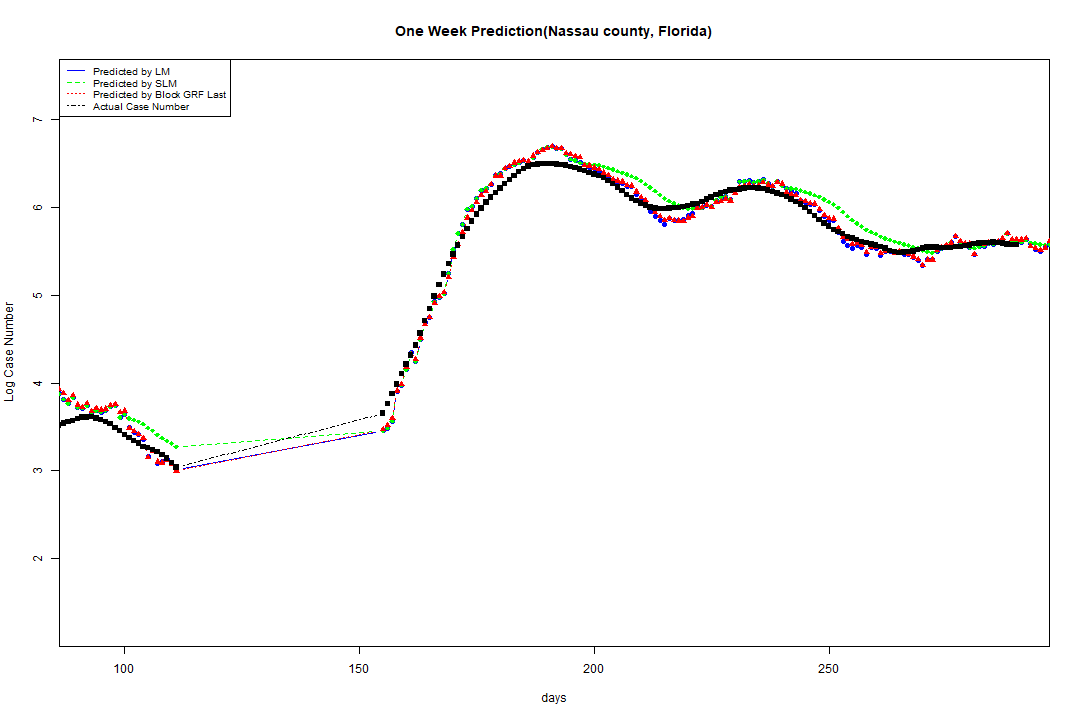 One Week Prediction(Nassau county, Florida)
Predicted by LM
Predicted by SLM
Predicted by Block GRF Last
Actual Case Number
7
6
5
4
3
2
Log Case Number
100 150 200 250
days